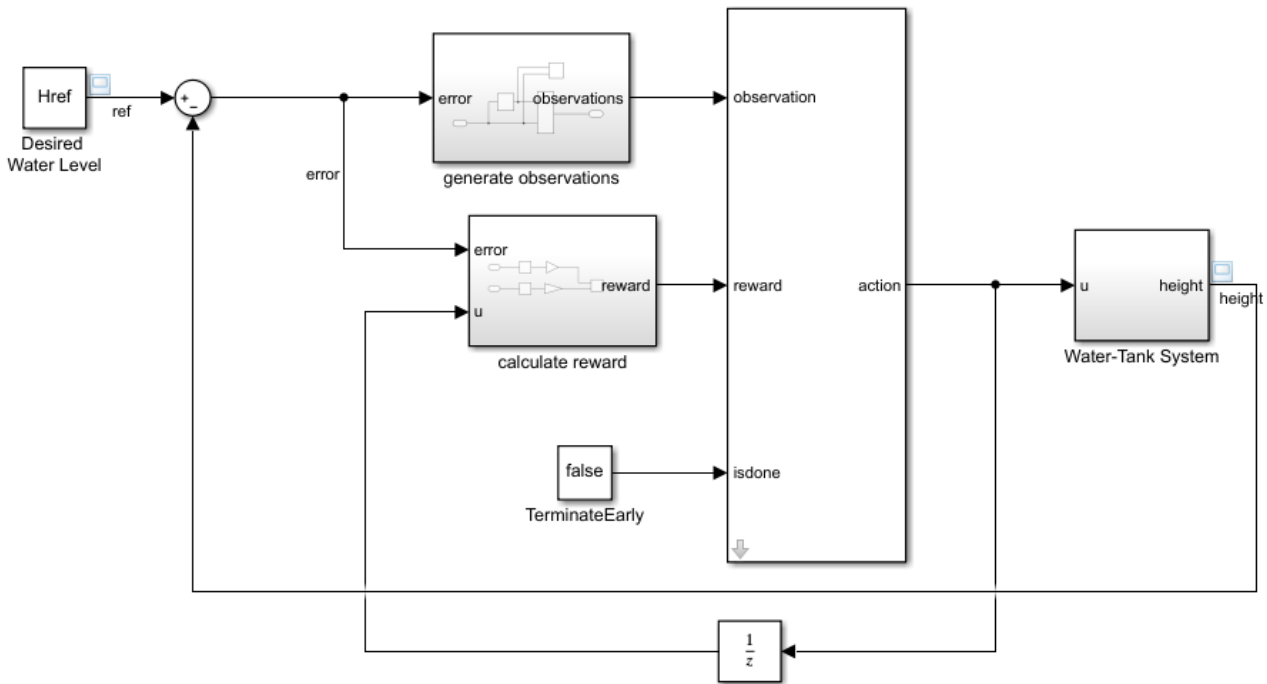 Href
ref
Desired
Water Level
+
−
error
error
observations
generate observations
error
u
reward
calculate reward
false
TerminateEarly
observation
reward
isdone
action
u
height
height
Water-Tank System
1
z